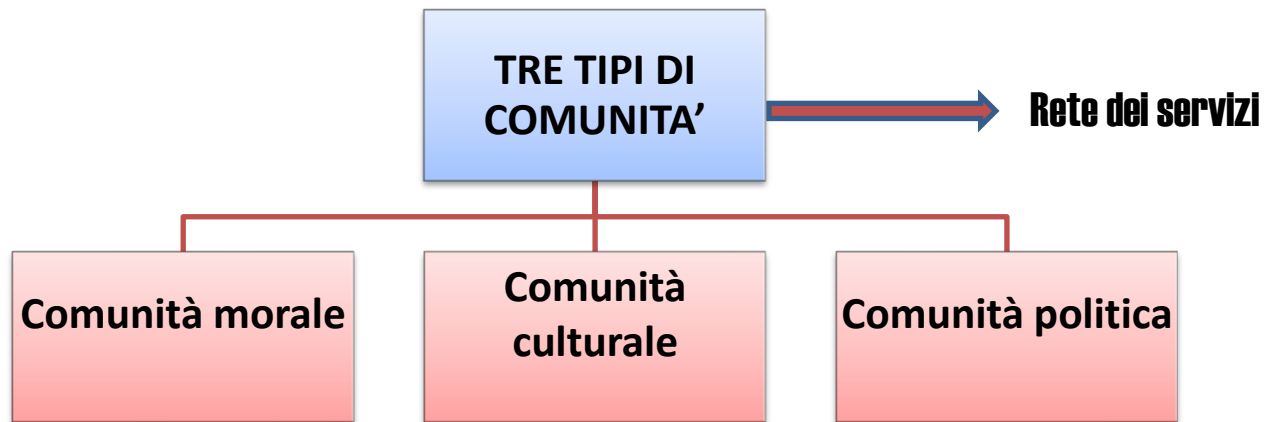 TRE TIPI DI
COMUNITA’
Rete dei servizi
Comunità morale
Comunità
culturale
Comunità politica